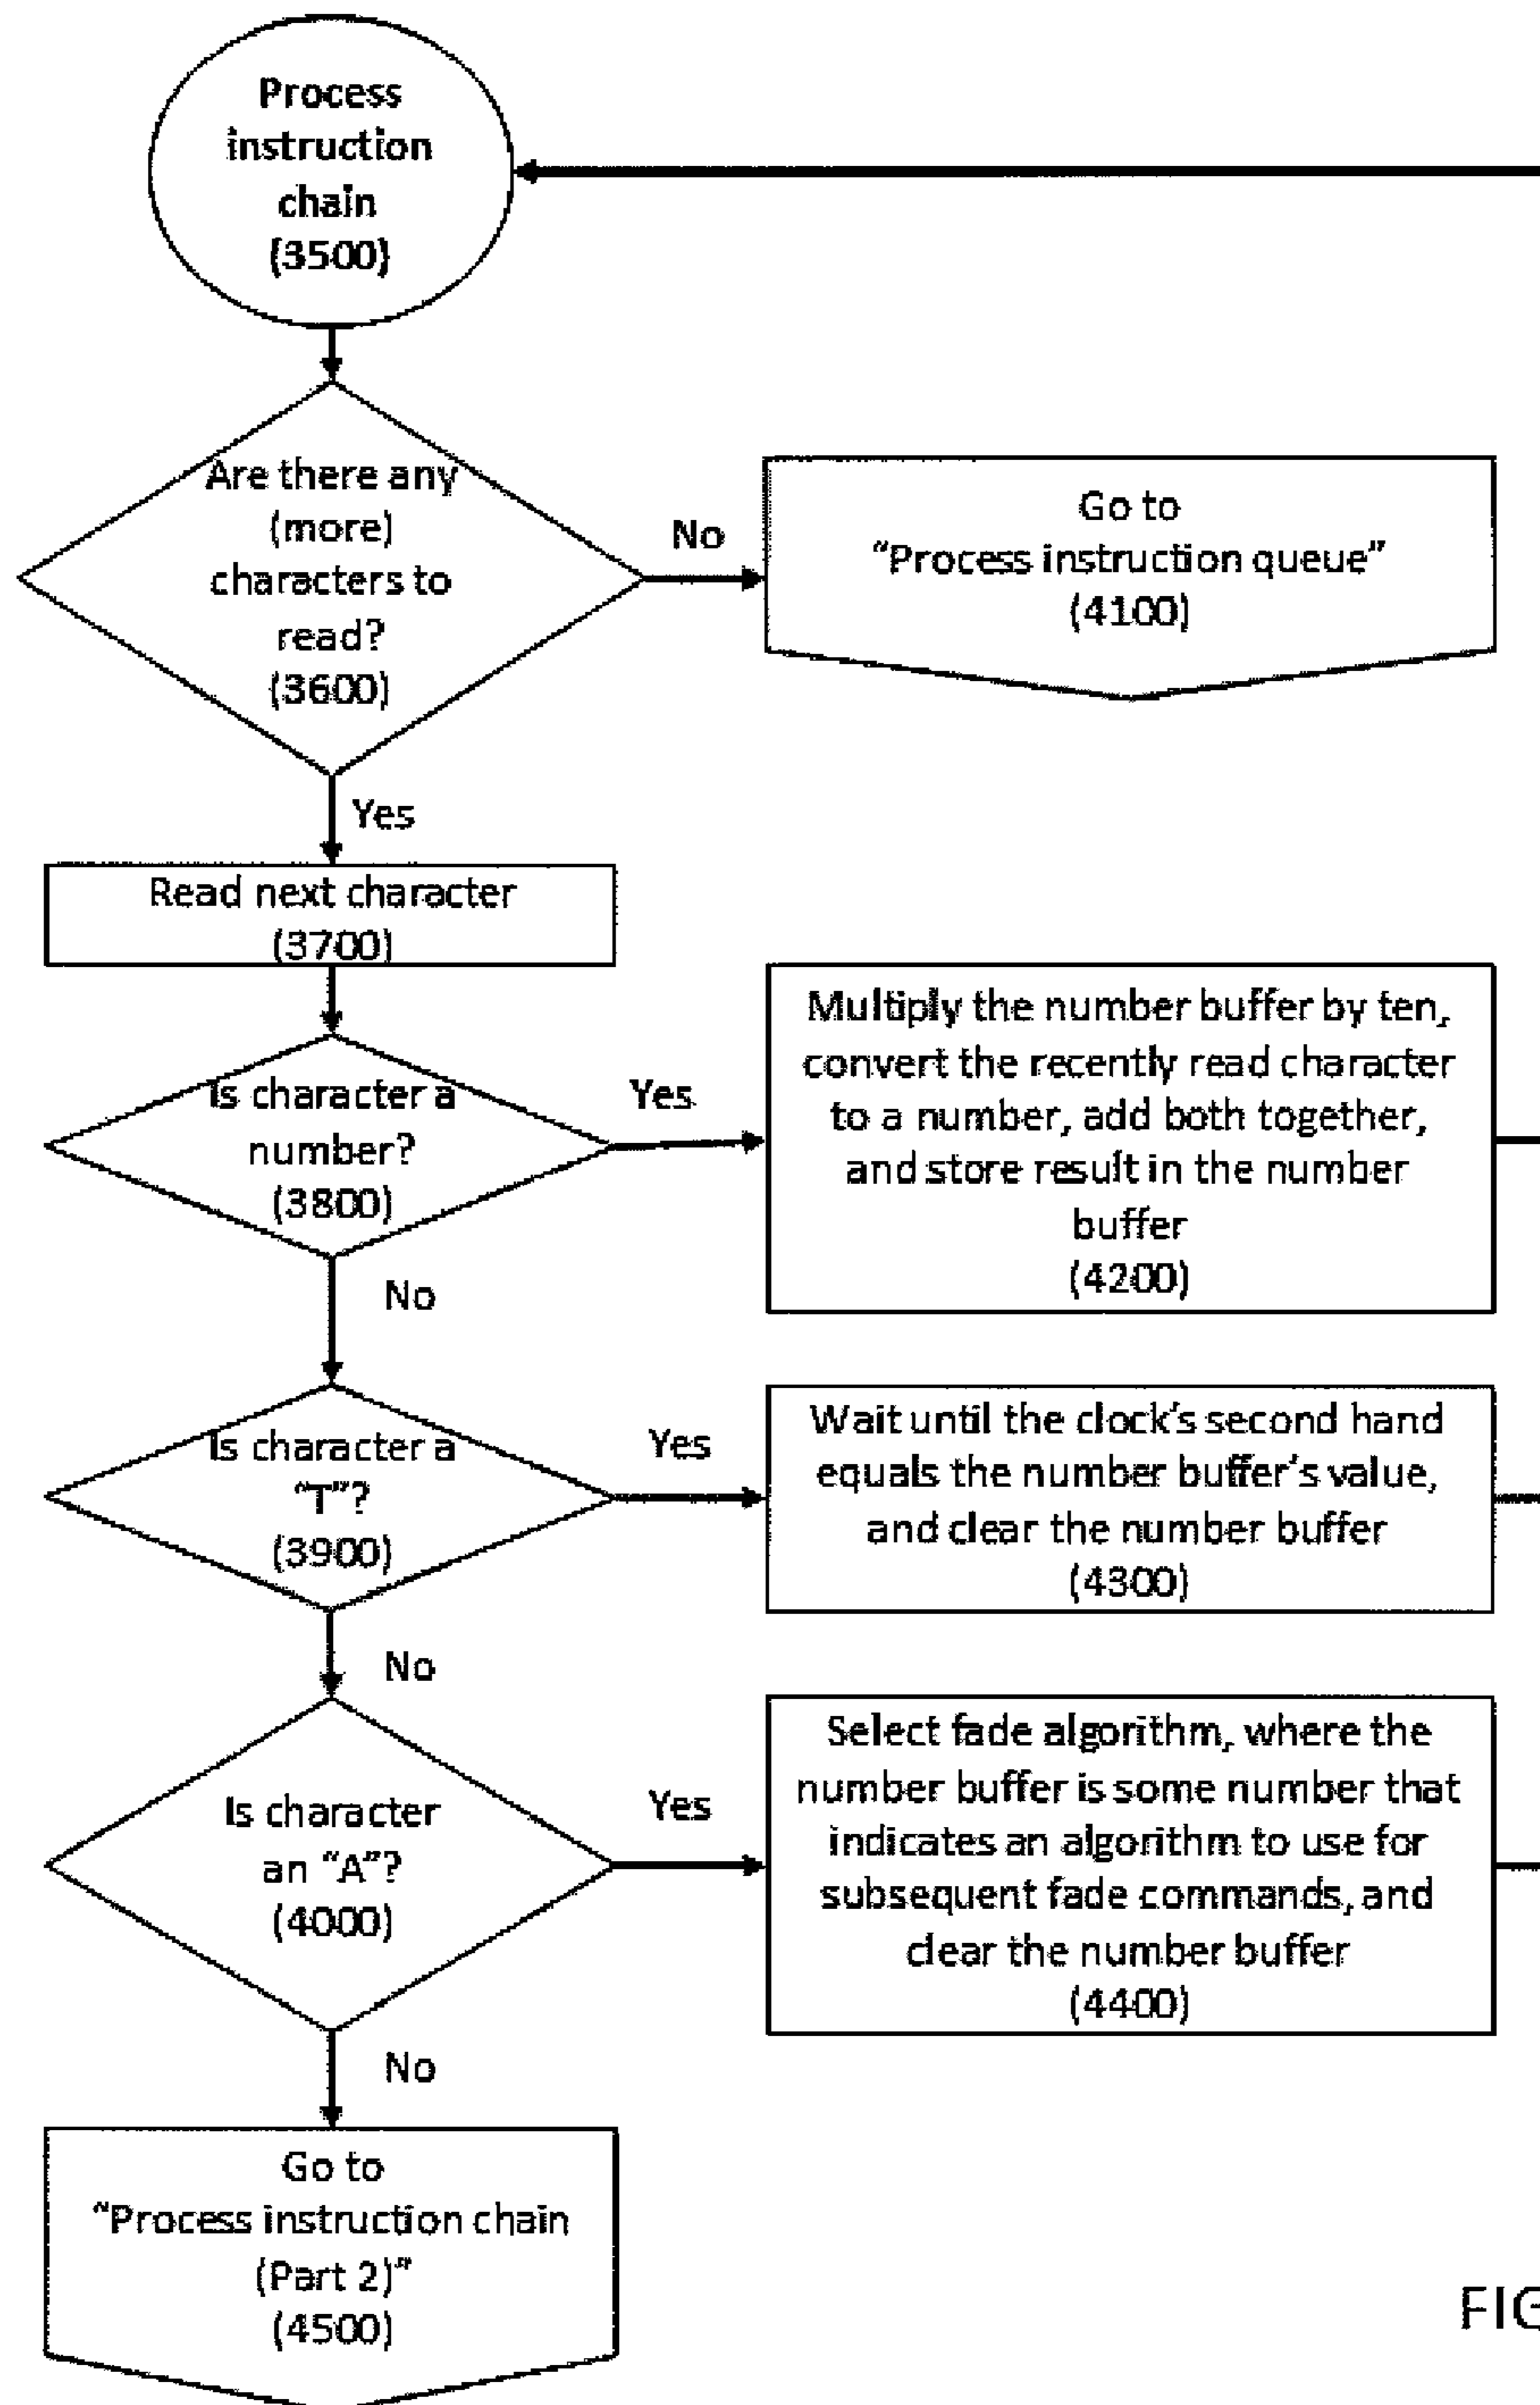 Process
instruction
chain
(3500)
Are there any
(more)
characters to
read?
(3600)
No
Go to
“Process instruction queue”
(4100)
Yes
Read next character
(3700)
Is character a
number?
(3800)
Yes
Multiply the number buffer by ten,
convert the recently read character
to a number, add both together,
and store result in the number
buffer
(4200)
No
Is character a
“T”?
(3900)
Yes
Wait until the clock’s second hand
equals the number buffer’s value,
and clear the number buffer
(4300)
No
Is character
an “A”?
(4000)
Yes
Select fade algorithm, where the
number buffer is some number that
indicates an algorithm to use for
subsequent fade commands, and
clear the number buffer
(4400)
No
Go to
“Process instruction chain
(Part 2)”
(4500)